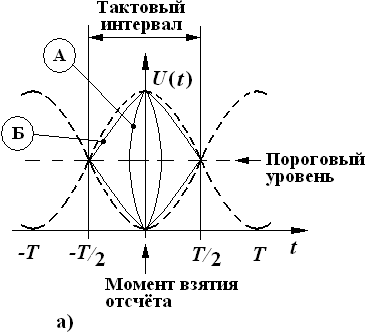 Тактовый
интервал
А
U(t)
Б
Пороговый
уровень
-T
-T/2
T/2
T
t
Момент взятия
отсчёта
а)